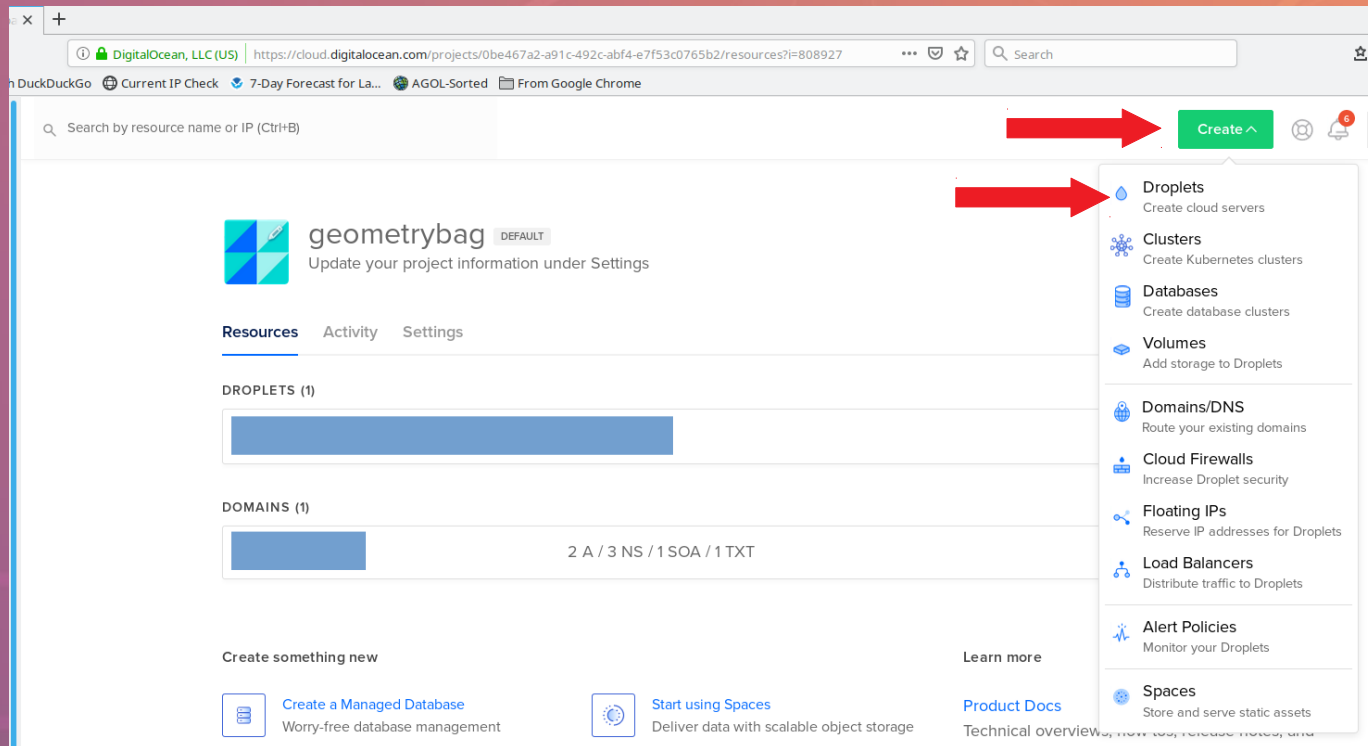 DigitalOcean, LLC (US) https://cloud.digitalocean.com/projects/0be467a2-a91c-492c-abf4-e7f53c0765b2/resources?i=808927 Search
DuckDuckGo Current IP Check 7-Day Forecast for La... AGOL-Sorted From Google Chrome
Search by resource name or IP (Ctrl+B)
Create
6
geometrybag DEFAULT
Update your project information under Settings
Resources Activity Settings
DROPLETS (1)
DOMAINS (1)
2 A / 3 NS / 1 SOA / 1 TXT
Create something new
Create a Managed Database
Worry-free database management
Start using Spaces
Deliver data with scalable object storage
Learn more
Product Docs
Technical overviews, how-tos, release notes, and
Droplets
Create cloud servers
Clusters
Create Kubernetes clusters
Databases
Create database clusters
Volumes
Add storage to Droplets
Domains/DNS
Route your existing domains
Cloud Firewalls
Increase Droplet security
Floating IPs
Reserve IP addresses for Droplets
Load Balancers
Distribute traffic to Droplets
Alert Policies
Monitor your Droplets
Spaces
Store and serve static assets